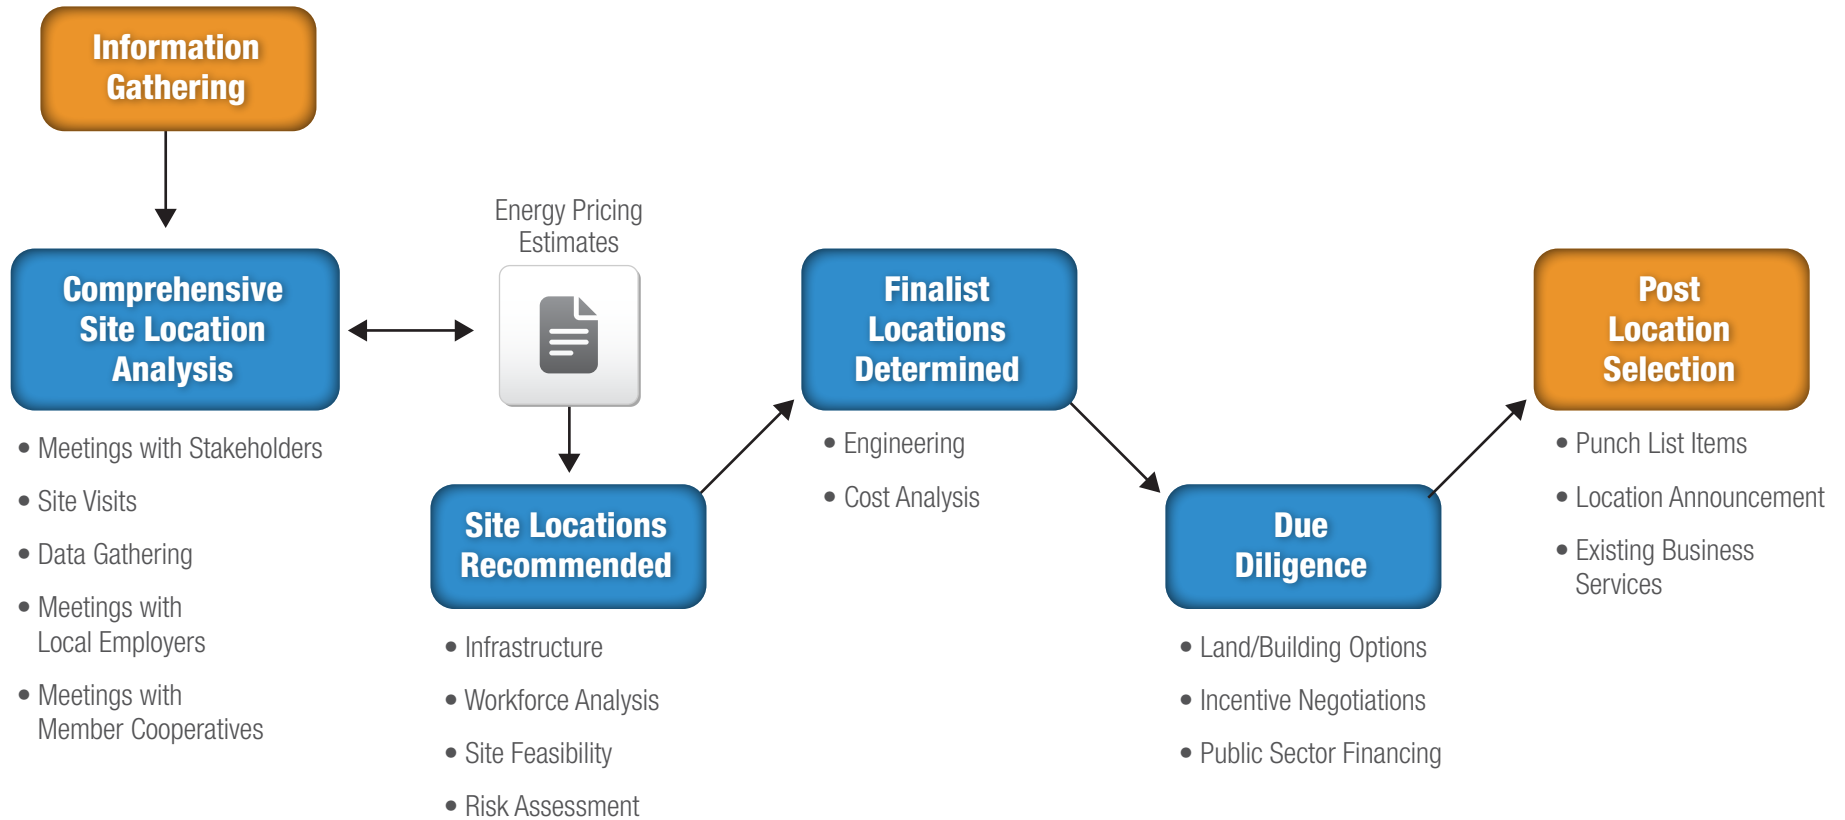 Information
Gathering
Energy Pricing
Estimates
Comprehensive
Site Location
Analysis
• Meetings with Stakeholders
• Site Visits
• Data Gathering
• Meetings with
Local Employers
• Meetings with
Member Cooperatives
Site Locations
Recommended
• Infrastructure
• Workforce Analysis
• Site Feasibility
• Risk Assessment
Finalist
Locations
Determined
• Engineering
• Cost Analysis
Due
Diligence
• Land/Building Options
• Incentive Negotiations
• Public Sector Financing
Post
Location
Selection
• Punch List Items
• Location Announcement
• Existing Business
Services